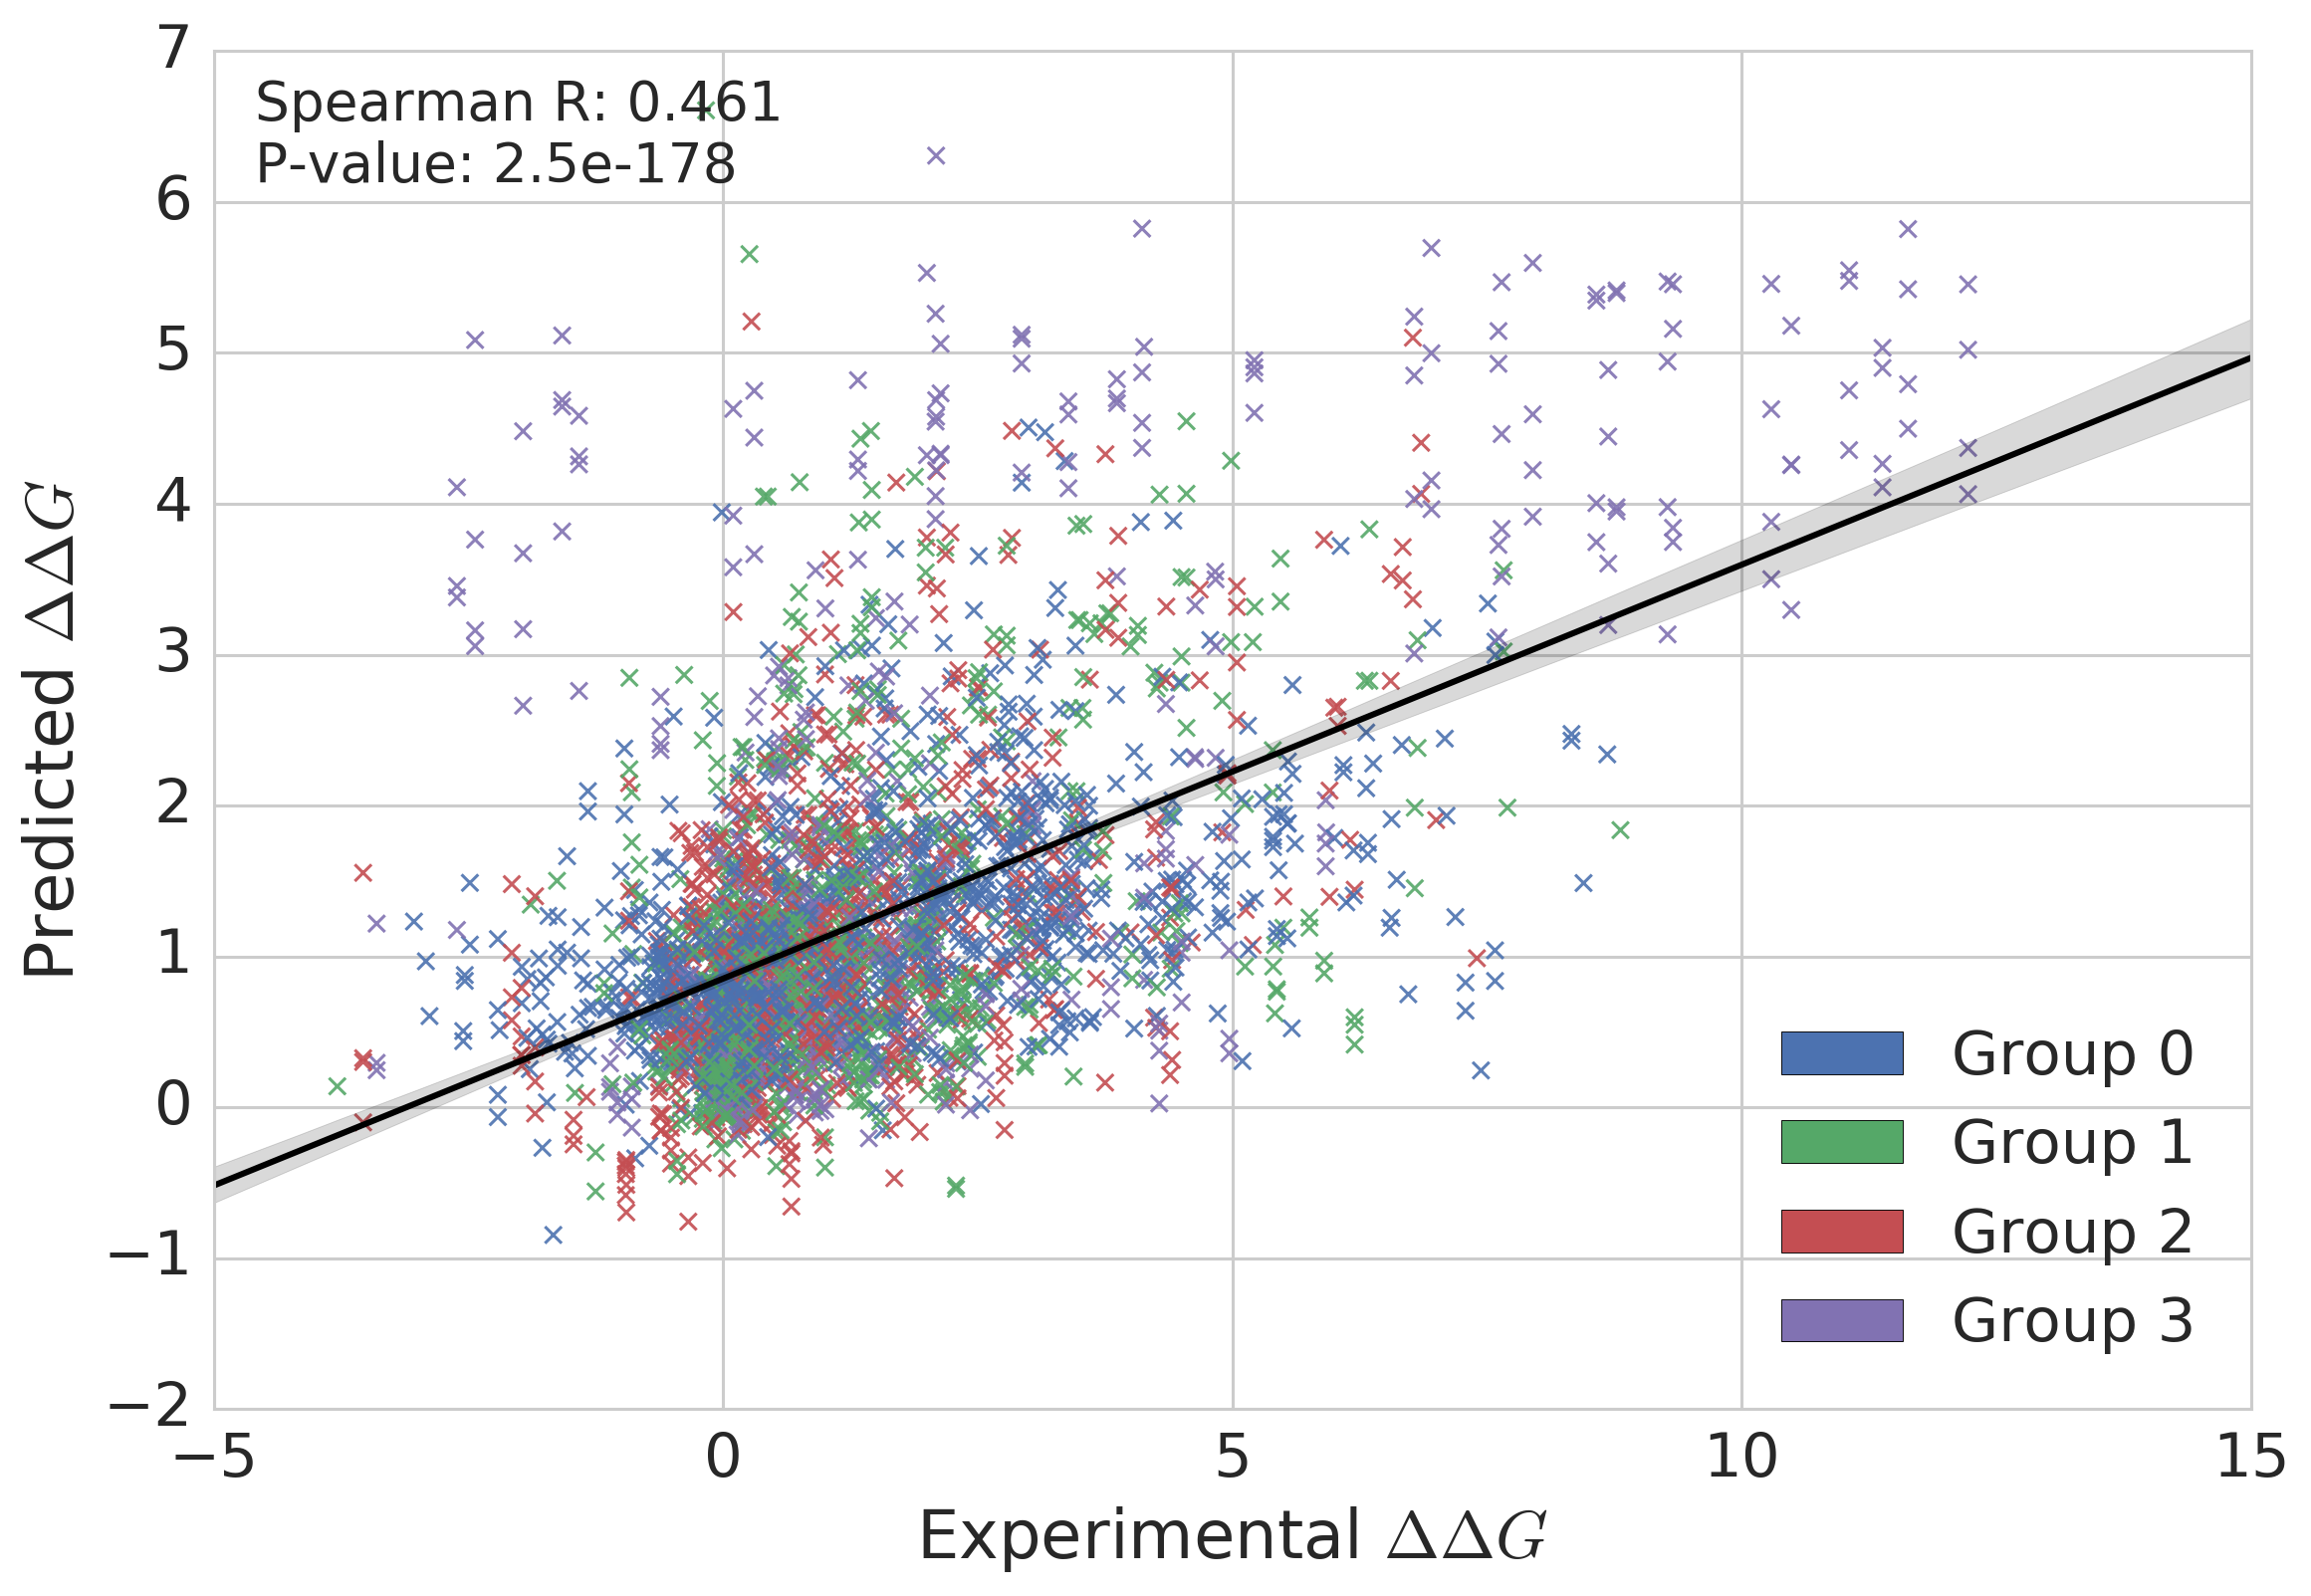 Spearman R: 0.461
P-value: 2.5e-178
7
6
5
4
3
2
1
0
−1
−2
Predicted ΔΔG
−5
0
5
10
15
Experimental ΔΔG
Group 0
Group 1
Group 2
Group 3